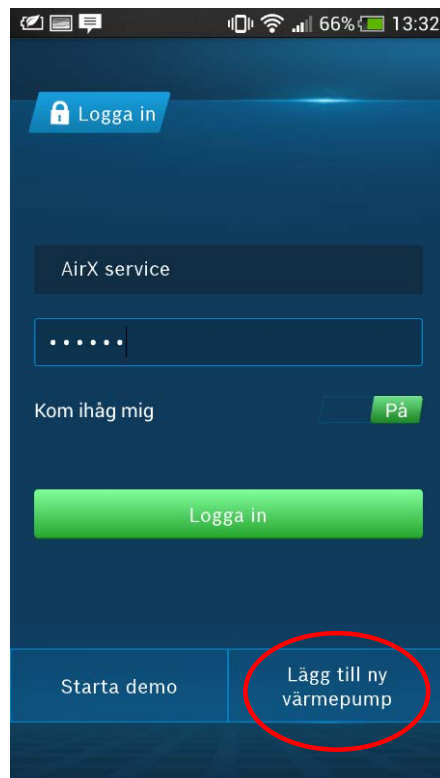 66% 13:32
Logga in
AirX service
Kom ihåg mig
På
Logga in
Starta demo
Lägg till ny
värmepump